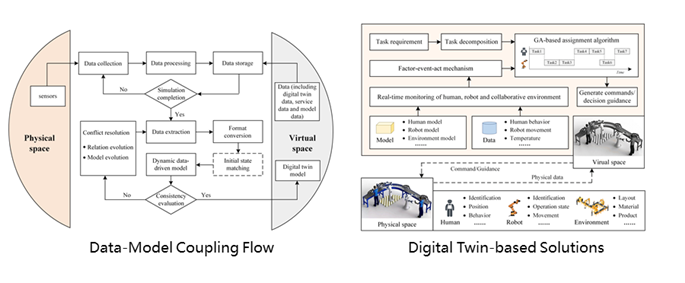 Data collection
Data processing
Data storage
No
Simulation
completion
sensors
Data (including
digital twin
data, service
data and model
data)
Yes
Physical
space
Virtual
space
Conflict resolution
• Relation evolution
• Model evolution
Data extraction
Format
conversion
Dynamic data-
driven model
Initial state
matching
Digital twin
model
No
Consistency
evaluation
Yes
Data-Model Coupling Flow
Task requirement
Task decomposition
GA-based assignment algorithm
Task1
Task4
Task5
Task7
Task2
Task3
Task6
Time
Factor-event-act mechanism
Real-time monitoring of human, robot and collaborative environment
Generate commands/
decision guidance
Model
• Human model
• Robot model
• Environment model
......
Data
• Human behavior
• Robot movement
• Temperature
......
Virtual space
Command/Guidance
Physical data
Physical space
Human
• Identification
• Position
• Behavior
......
Robot
• Identification
• Operation state
• Movement
......
Environment
• Layout
• Material
• Product
......
Digital Twin-based Solutions